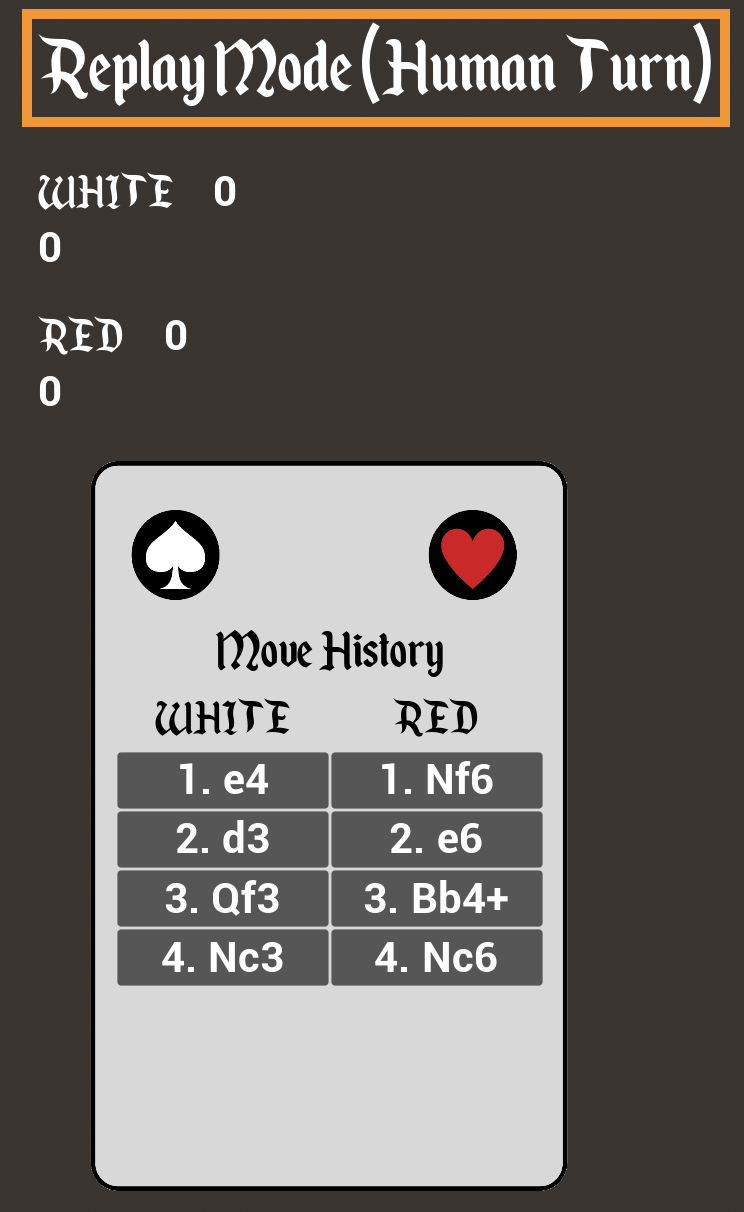 Replay Mode (Human Turn)
WHITE 0
0
RED 0
0
Move History
WHITE RED
1. e4 1. Nf6
2. d3 2. e6
3. Qf3 3. Bb4+
4. Nc3 4. Nc6